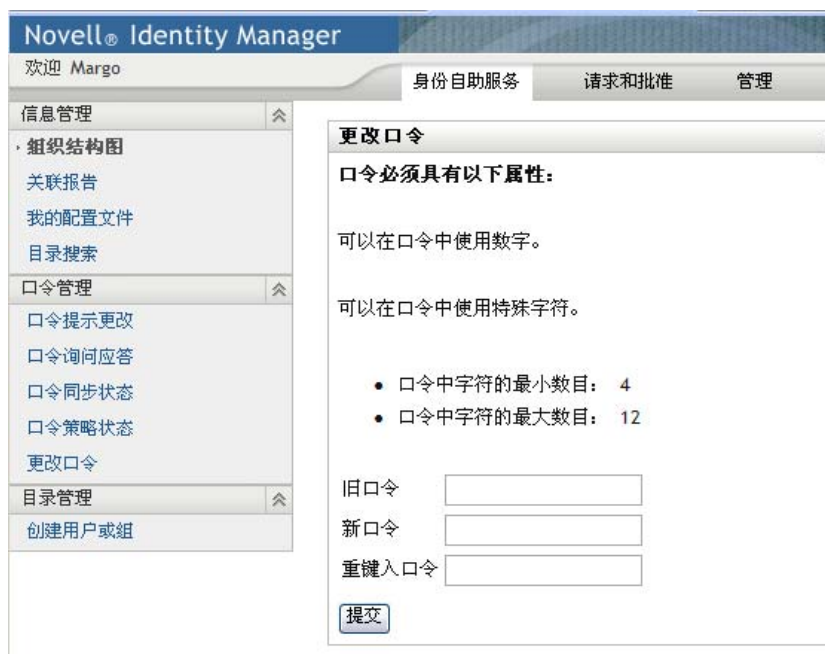 Novell® Identity Manager
欢迎 Margo
身份自助服务 请求和批准 管理
信息管理
组织结构图
关联报告
我的配置文件
目录搜索
口令管理
口令提示更改
口令询问应答
口令同步状态
口令策略状态
更改口令
目录管理
创建用户或组
更改口令
口令必须具有以下属性：
可以在口令中使用数字。
可以在口令中使用特殊字符。
• 口令中字符的最小数目： 4
• 口令中字符的最大数目： 12
旧口令
新口令
重键入口令
提交